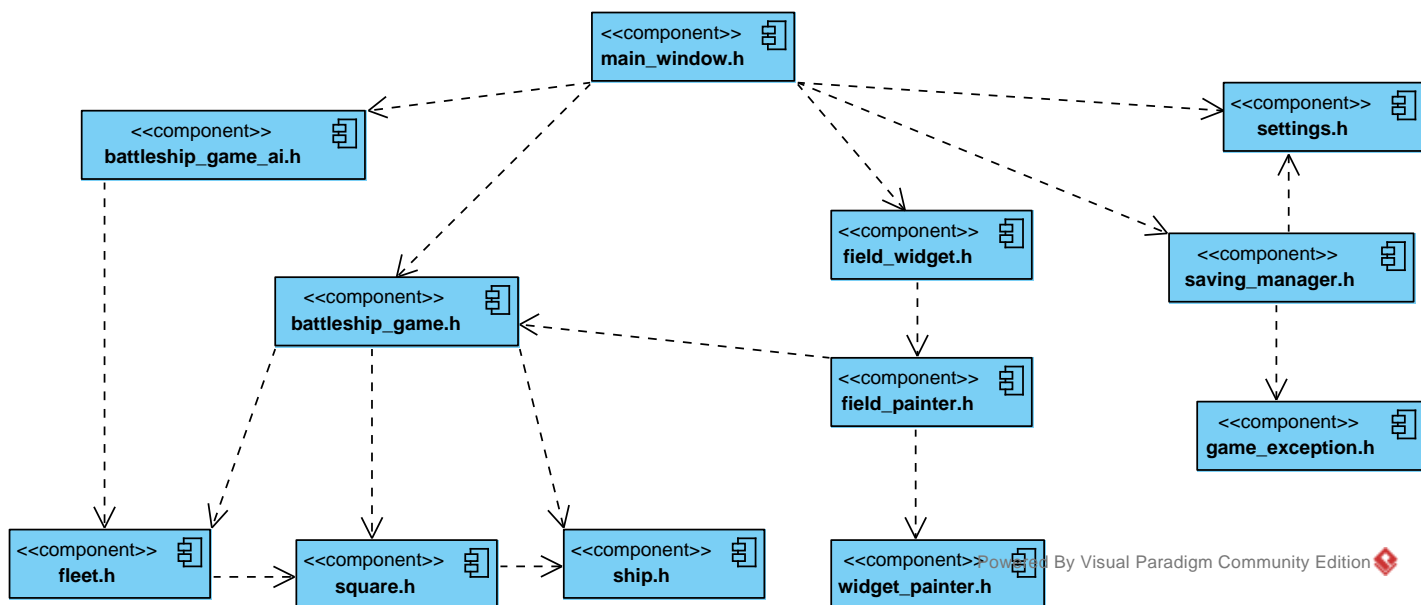 <<component>>
main_window.h
<<component>>
settings.h
<<component>>
battleship_game_ai.h
<<component>>
field_widget.h
<<component>>
saving_manager.h
<<component>>
battleship_game.h
<<component>>
field_painter.h
<<component>>
game_exception.h
<<component>>
fleet.h
<<component>>
square.h
<<component>>
ship.h
<<component>>
widget_painter.h
Powered By Visual Paradigm Community Edition